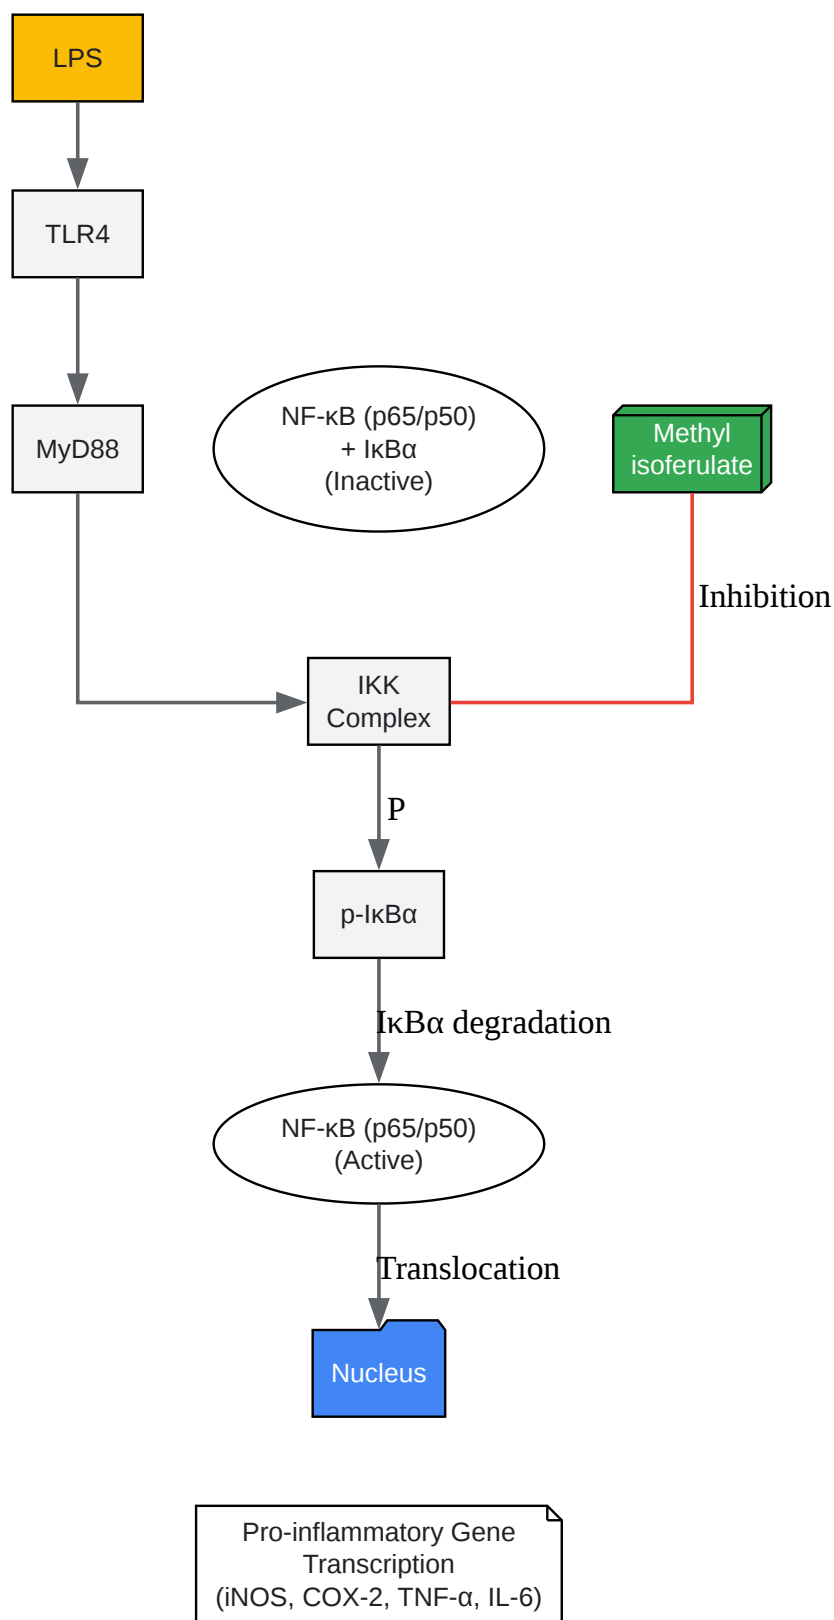 LPS
TLR4
MyD88
NF-κB (p65/p50)
+ IκBα
(Inactive)
Methyl
isoferulate
Inhibition
IKK
Complex
P
p-IκBα
IκBα degradation
NF-κB (p65/p50)
(Active)
Translocation
Nucleus
Pro-inflammatory Gene
Transcription
(iNOS, COX-2, TNF-α, IL-6)